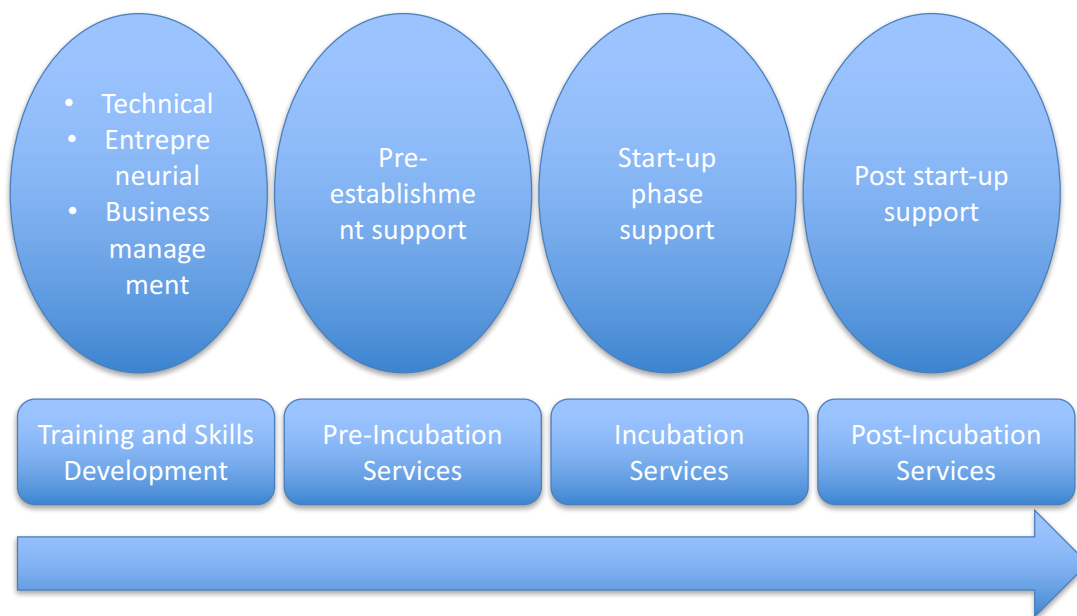 • Technical
• Entrepre
neurial
• Business
manage
ment
Pre-
establishme
nt support
Start-up
phase
support
Post start-up
support
Training and Skills
Development
Pre-Incubation
Services
Incubation
Services
Post-Incubation
Services